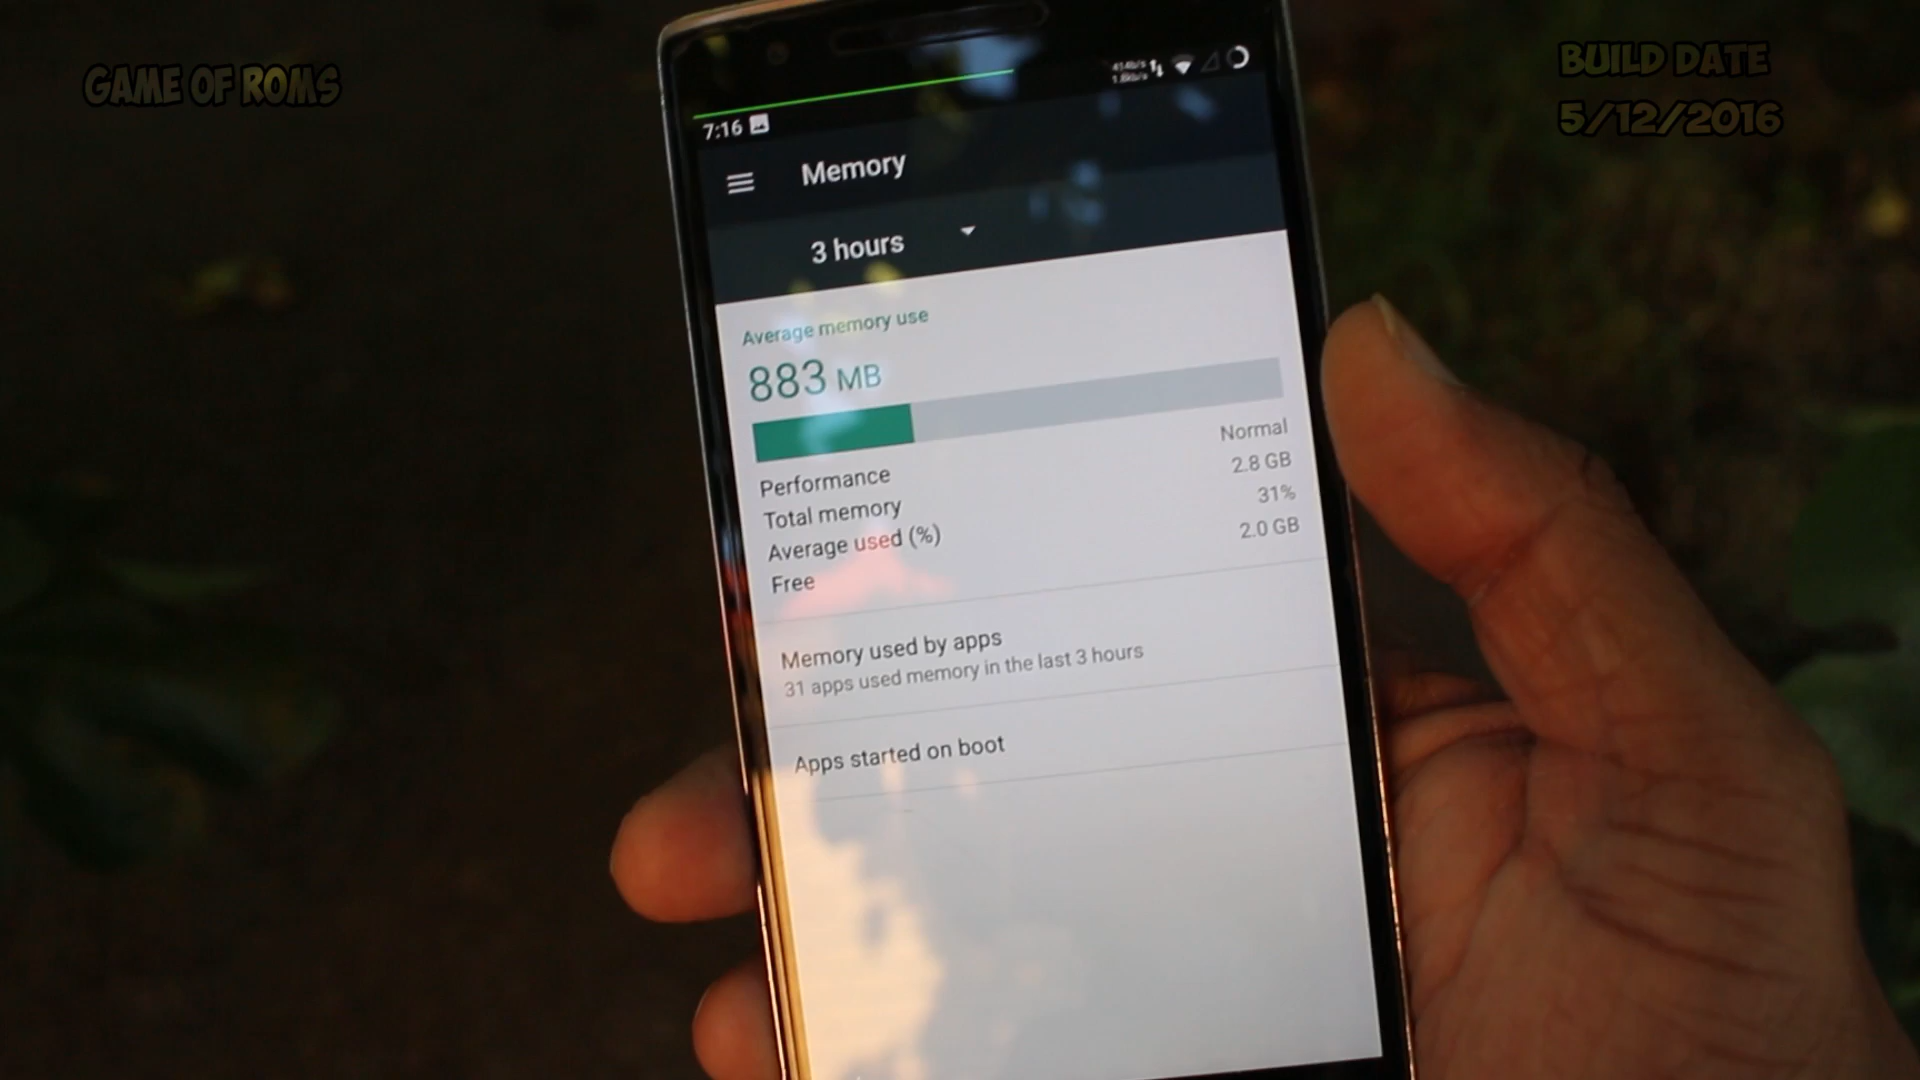 GAME OF ROMS
BUILD DATE
5/12/2016
7:16
Memory
3 hours
Average memory use
883 MB
Performance Normal
Total memory 2.8 GB
Average used (%) 31%
Free 2.0 GB
Memory used by apps
31 apps used memory in the last 3 hours
Apps started on boot